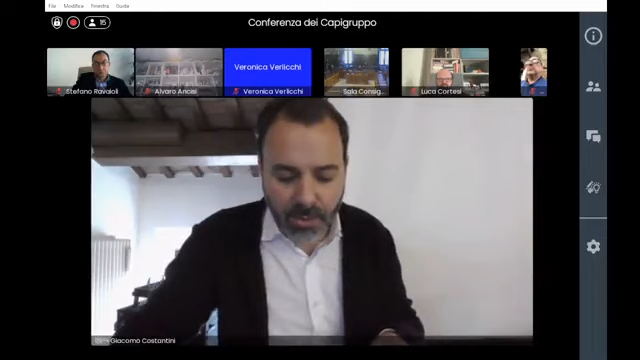 File Modifica Finestra Guida
15
Conferenza dei Capigruppo
Veronica Verlicchi
Stefano Ravaioli Alvaro Ancisi Veronica Verlicchi Sala Consig... Luca Cortesi
Giacomo Costantini